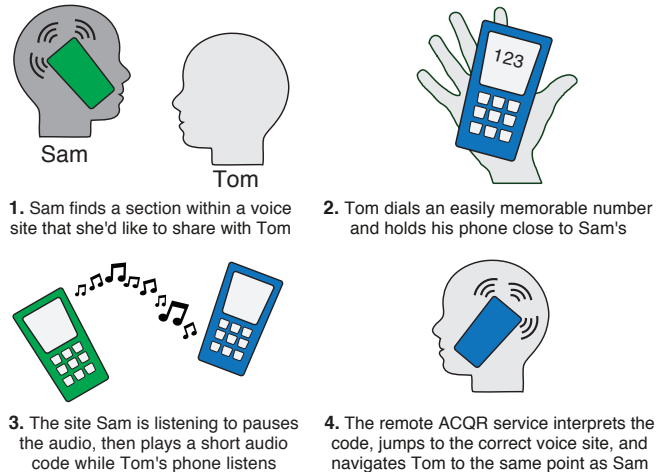 Sam
Tom
1. Sam finds a section within a voice
site that she'd like to share with Tom
123
2. Tom dials an easily memorable number
and holds his phone close to Sam's
3. The site Sam is listening to pauses
the audio, then plays a short audio
code while Tom's phone listens
4. The remote ACQR service interprets the
code, jumps to the correct voice site, and
navigates Tom to the same point as Sam